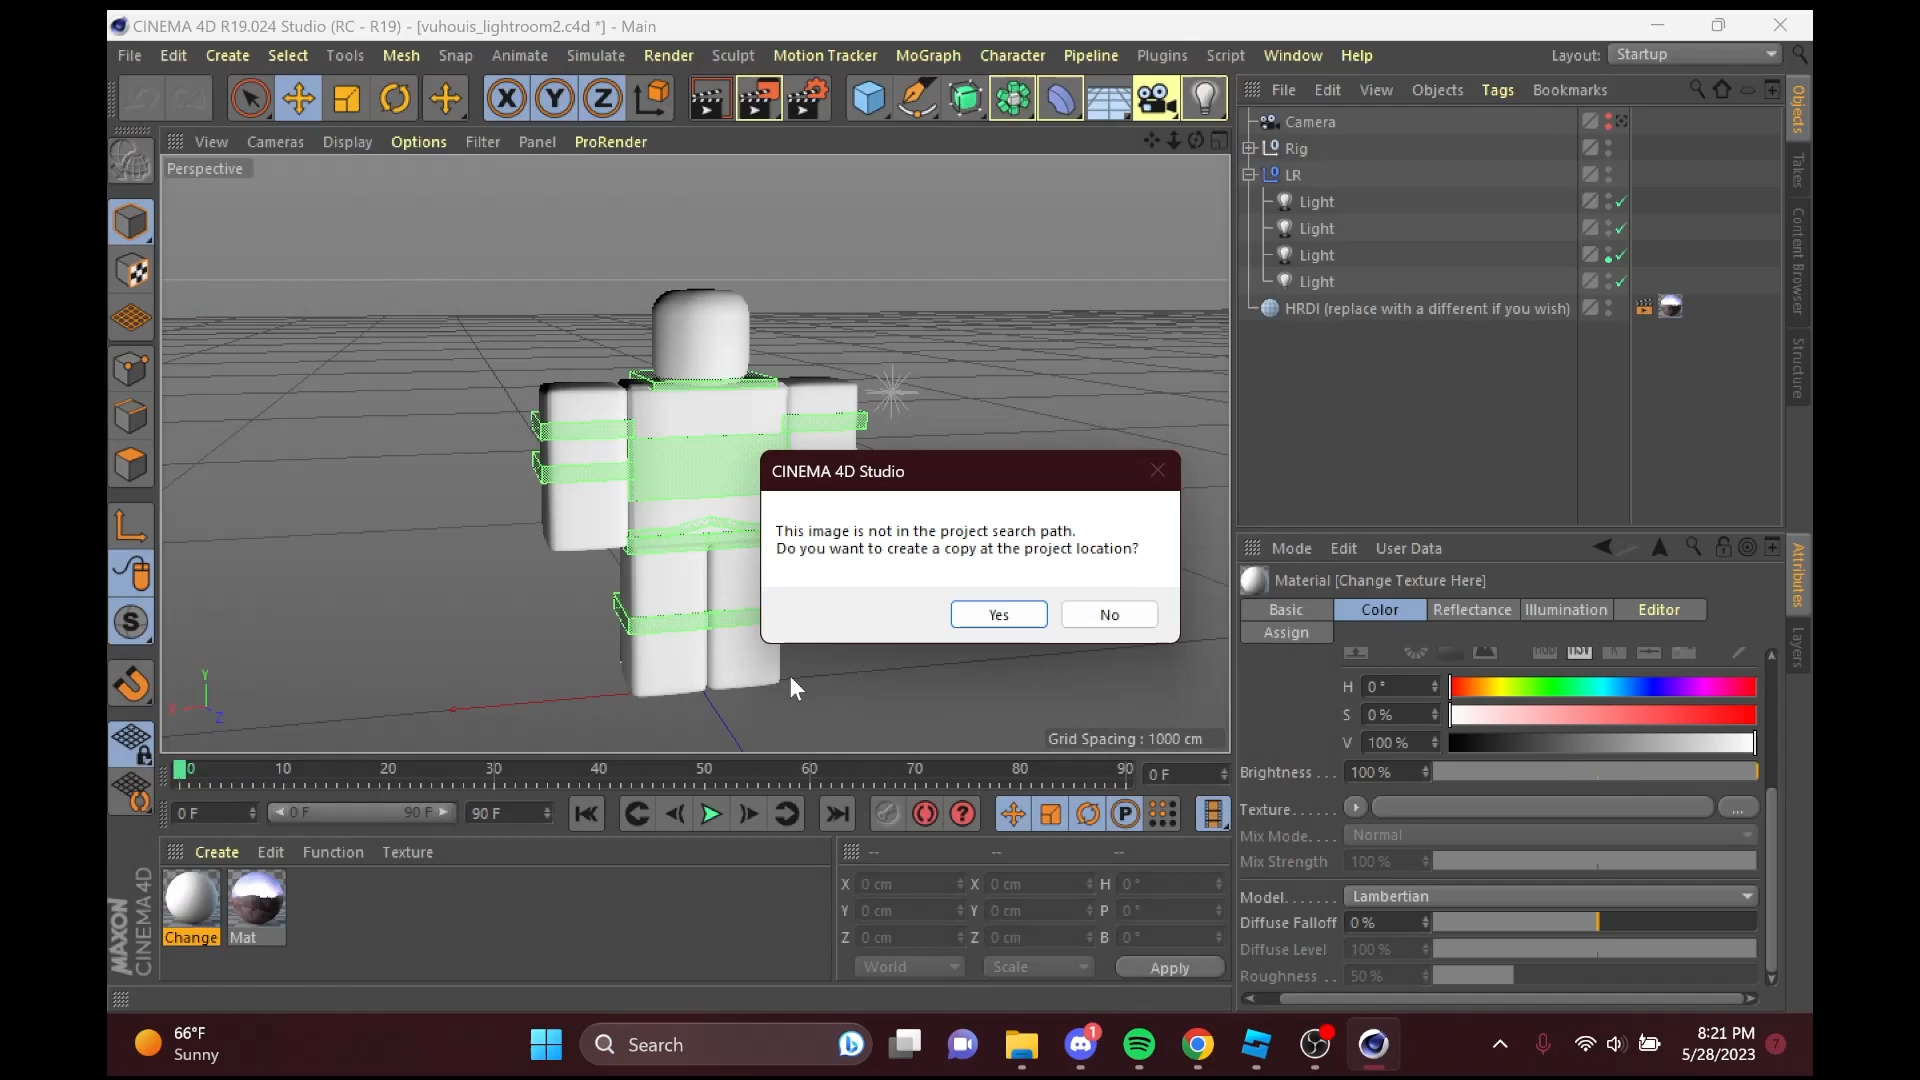 CINEMA 4D R19.024 Studio (RC - R19) - [vuhouis_lightroom2.c4d *] - Main
File Edit Create Select Tools Mesh Snap Animate Simulate Render Sculpt Motion Tracker MoGraph Character Pipeline Plugins Script Window Help
Layout: Startup
X Y Z
File Edit View Objects Tags Bookmarks
View Cameras Display Options Filter Panel ProRender
Perspective
Camera
Rig
LR
Light
Light
Light
Light
HRDI (replace with a different if you wish)
Objects
Takes
Content Browser
Structure
CINEMA 4D Studio
This image is not in the project search path.
Do you want to create a copy at the project location?
Yes No
Y
X
Z
Grid Spacing : 1000 cm
Mode Edit User Data
Material [Change Texture Here]
Basic Color Reflectance Illumination Editor
Assign
Attributes
Layers
H 0 °
S 0 %
V 100 %
Brightness . . . 100 %
Texture. . . . . . ...
Mix Mode. . . . Normal
Mix Strength 100 %
Model. . . . . . . Lambertian
Diffuse Falloff 0 %
Diffuse Level 100 %
Roughness . . 50 %
0 10 20 30 40 50 60 70 80 90 0 F
0 F 0 F 90 F 90 F
Create Edit Function Texture
Change Mat
-- -- --
X 0 cm X 0 cm H 0 °
Y 0 cm Y 0 cm P 0 °
Z 0 cm Z 0 cm B 0 °
World Scale Apply
MAXON
CINEMA 4D
66°F
Sunny
Search
1
8:21 PM
5/28/2023
7